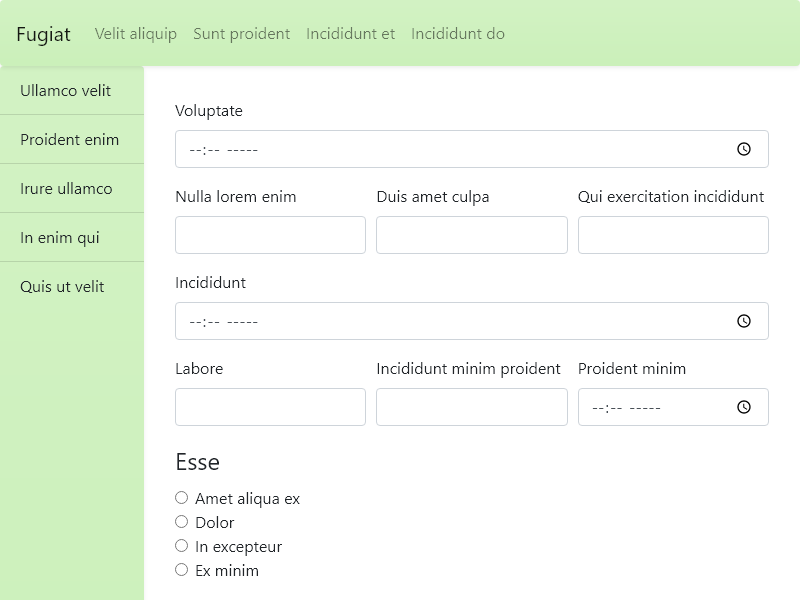 Fugiat Velit aliquip Sunt proident Incididunt et Incididunt do
Ullamco velit
Proident enim
Irure ullamco
In enim qui
Quis ut velit
Voluptate
--:-- -----
Nulla lorem enim Duis amet culpa Qui exercitation incididunt
Incididunt
--:-- -----
Labore Incididunt minim proident Proident minim
--:-- -----
Esse
Amet aliqua ex
Dolor
In excepteur
Ex minim